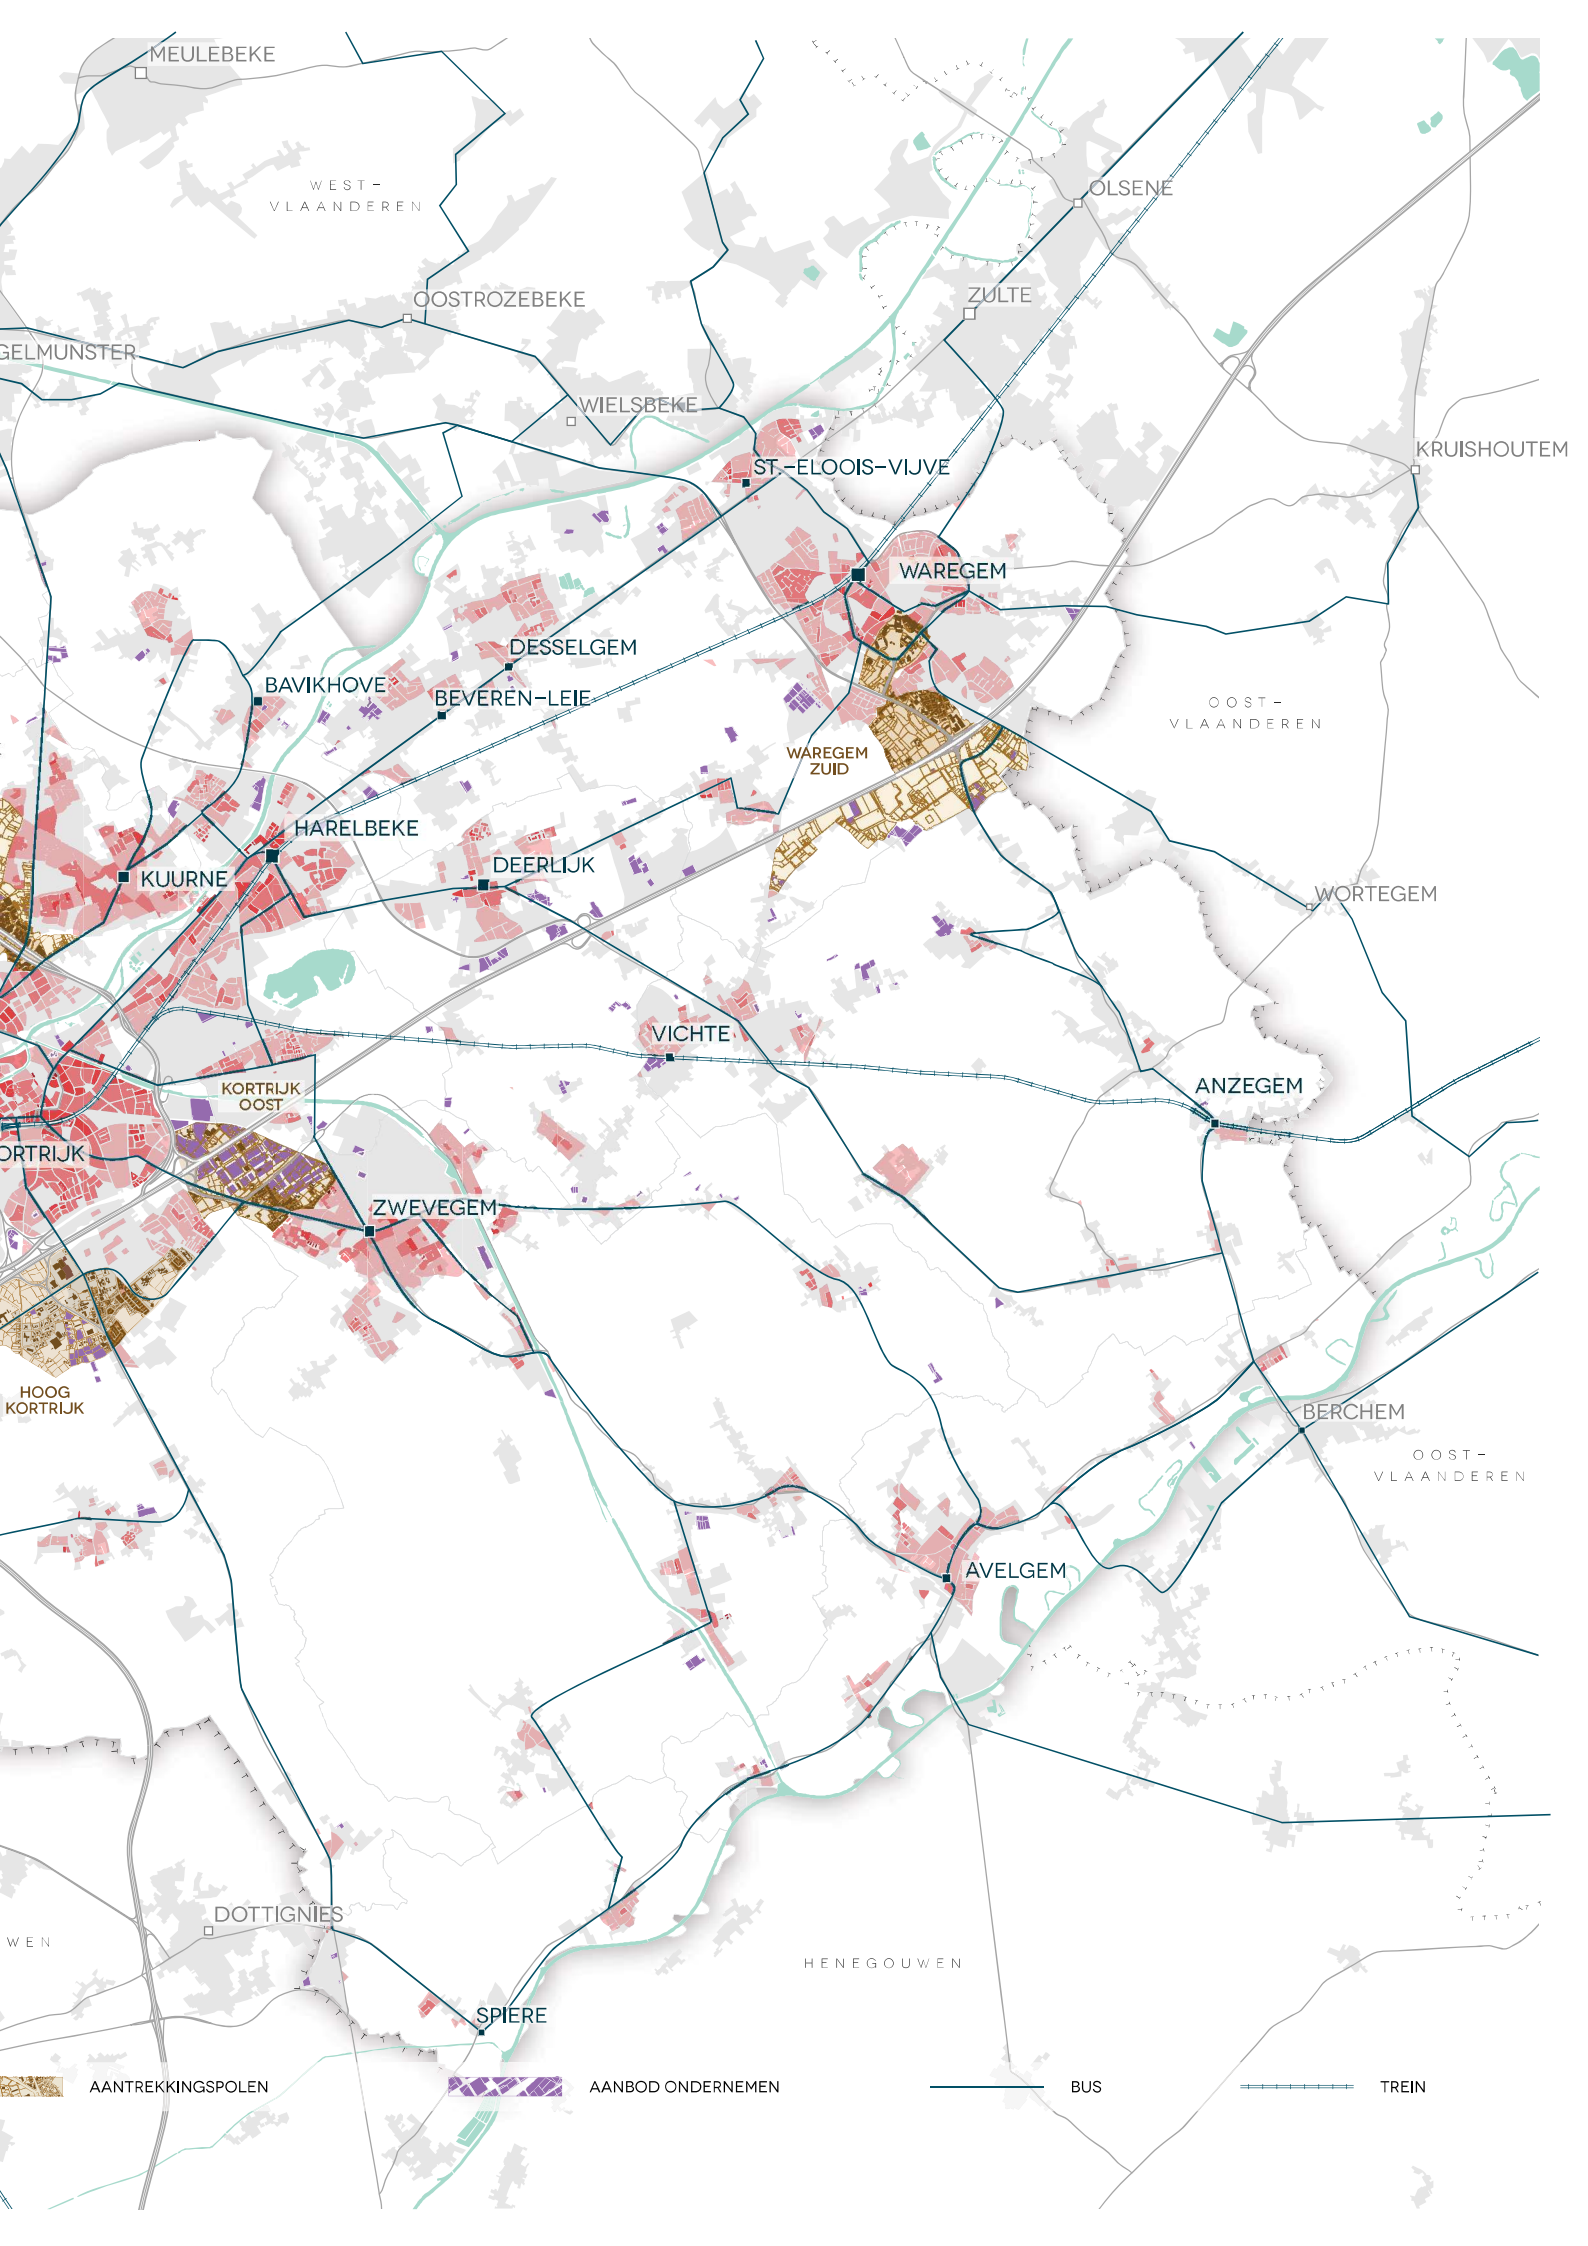 MEULEBEKE
WEST-
VLAANDEREN
OLSENE
OOSTROZEBEKE
ZULTE
GELMUNSTER
WIELSBEKE
KRUISHOUTEM
ST.-ELOOIS-VIJVE
WAREGEM
DESSELGEM
BAVIKHOVE
BEVEREN-LEIE
OOST-
VLAANDEREN
WAREGEM
ZUID
HARELBEKE
DEERLIJK
KUURNE
WORTEGEM
VICHTE
KORTRIJK
OOST
ANZEGEM
ORTRIJK
ZWEVEGEM
HOOG
KORTRIJK
BERCHEM
OOST-
VLAANDEREN
AVELGEM
DOTTIGNIES
WEN
HENEGOUWEN
SPIERE
AANTREKKINGSPOLEN
AANBOD ONDERNEMEN
BUS
TREIN